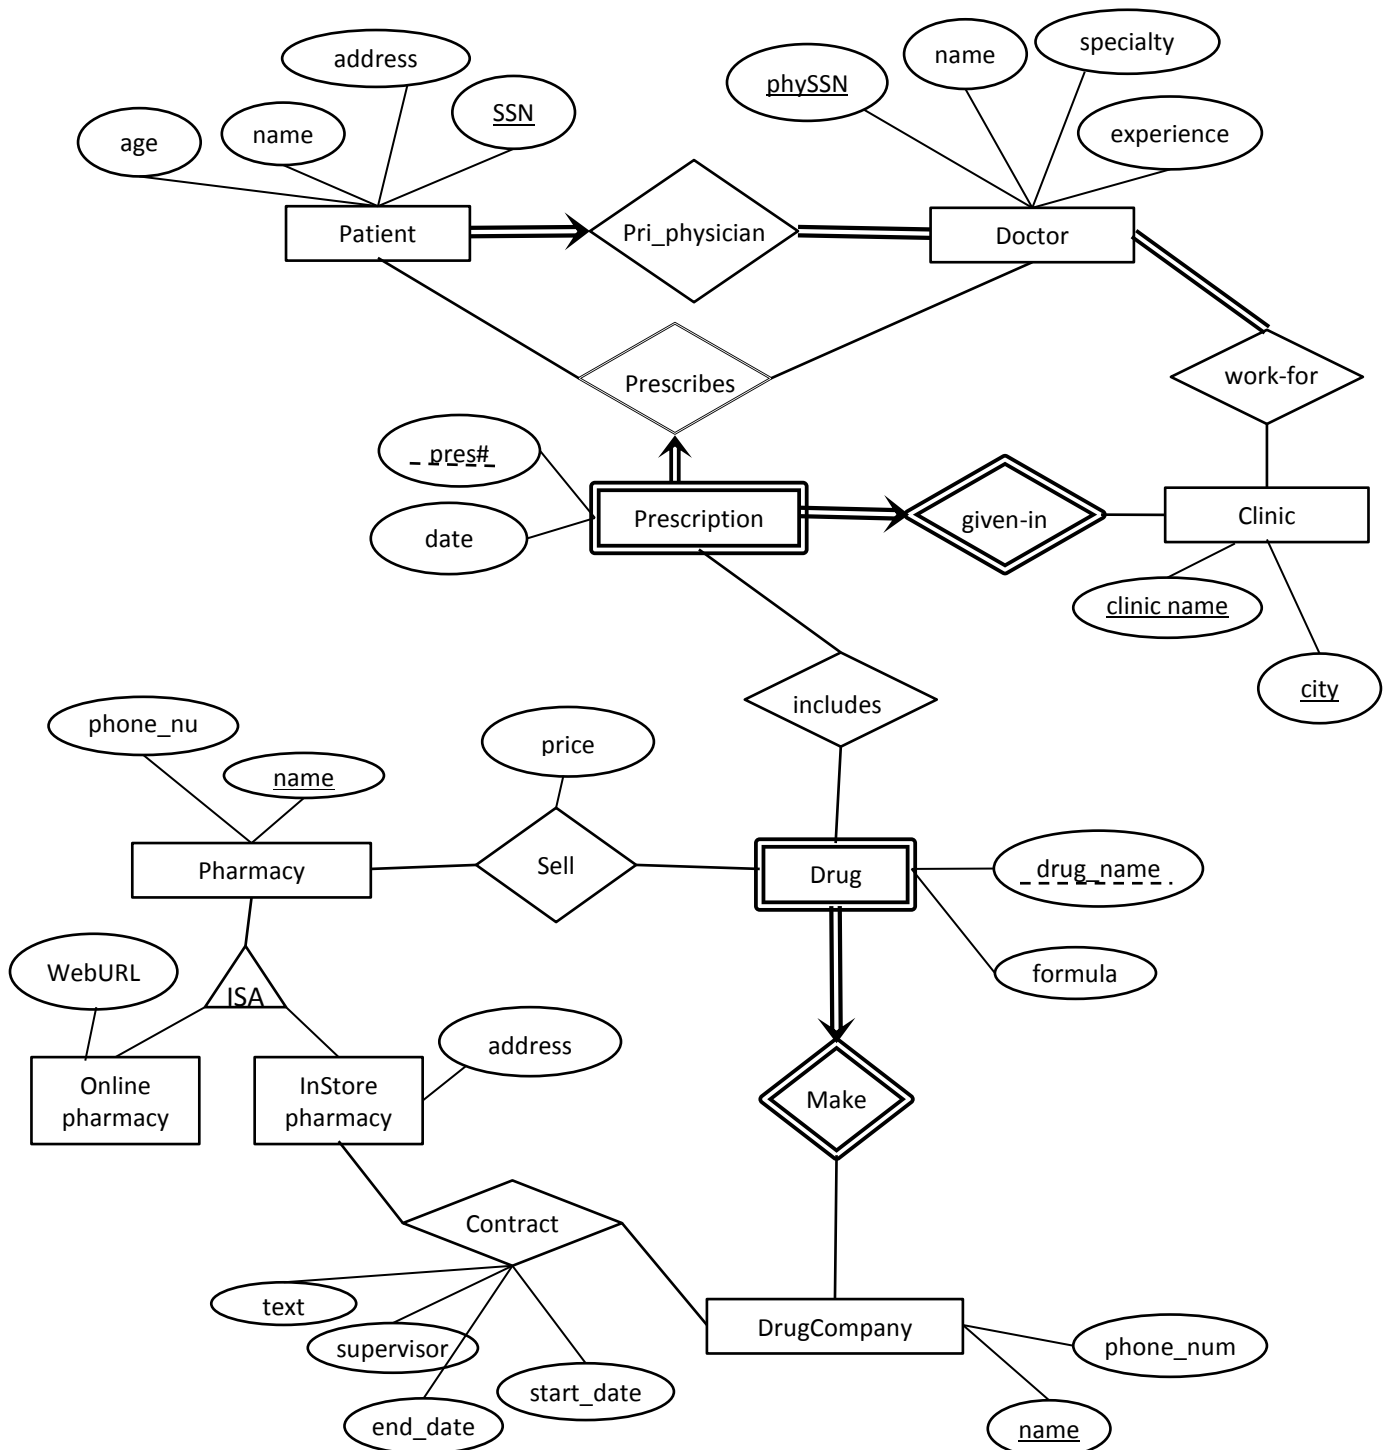 address
specialty
name
phySSN
SSN
name
age
experience
Patient
Pri_physician
Doctor
Prescribes
work-for
pres#
Prescription
given-in
Clinic
date
clinic name
city
includes
phone_nu
price
name
Pharmacy
Sell
Drug
drug_name
WebURL
formula
ISA
address
Online
pharmacy
InStore
pharmacy
Make
Contract
text
DrugCompany
supervisor
phone_num
start_date
end_date
name